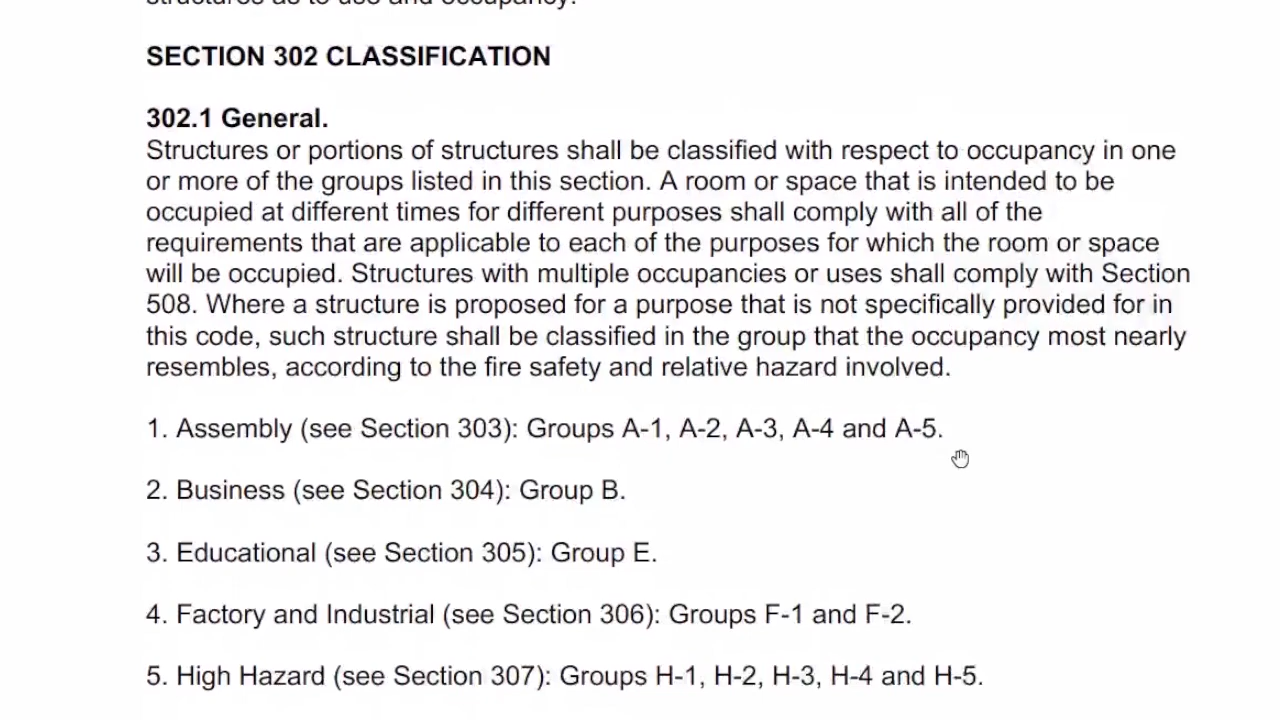 structures as to use and occupancy.
SECTION 302 CLASSIFICATION
302.1 General.
Structures or portions of structures shall be classified with respect to occupancy in one
or more of the groups listed in this section. A room or space that is intended to be
occupied at different times for different purposes shall comply with all of the
requirements that are applicable to each of the purposes for which the room or space
will be occupied. Structures with multiple occupancies or uses shall comply with Section
508. Where a structure is proposed for a purpose that is not specifically provided for in
this code, such structure shall be classified in the group that the occupancy most nearly
resembles, according to the fire safety and relative hazard involved.
1. Assembly (see Section 303): Groups A-1, A-2, A-3, A-4 and A-5.
2. Business (see Section 304): Group B.
3. Educational (see Section 305): Group E.
4. Factory and Industrial (see Section 306): Groups F-1 and F-2.
5. High Hazard (see Section 307): Groups H-1, H-2, H-3, H-4 and H-5.